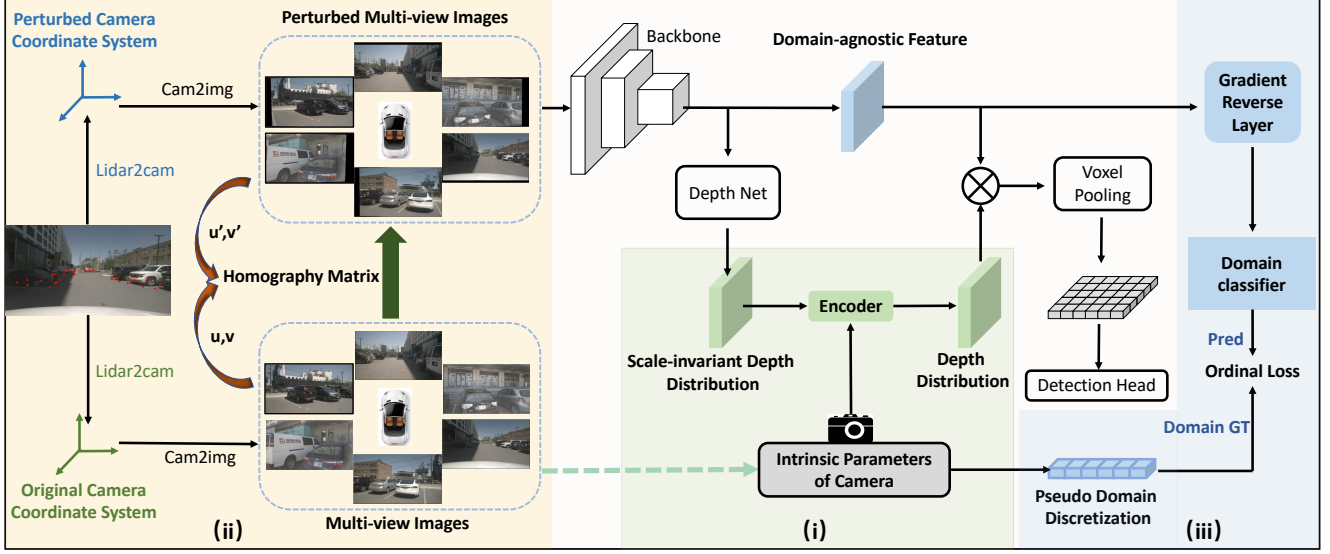 Perturbed Camera
Coordinate System
Perturbed Multi-view Images
Cam2img
Lidar2cam
u’,v’
Homography Matrix
u,v
Lidar2cam
Cam2img
Original Camera
Coordinate System
(ii)
Multi-view Images
Backbone
Domain-agnostic Feature
Depth Net
Voxel
Pooling
Scale-invariant Depth
Distribution
Encoder
Depth
Distribution
Detection Head
Intrinsic Parameters
of Camera
(i)
Gradient
Reverse
Layer
Domain
classifier
Pred
Ordinal Loss
Domain GT
Pseudo Domain
Discretization
(iii)